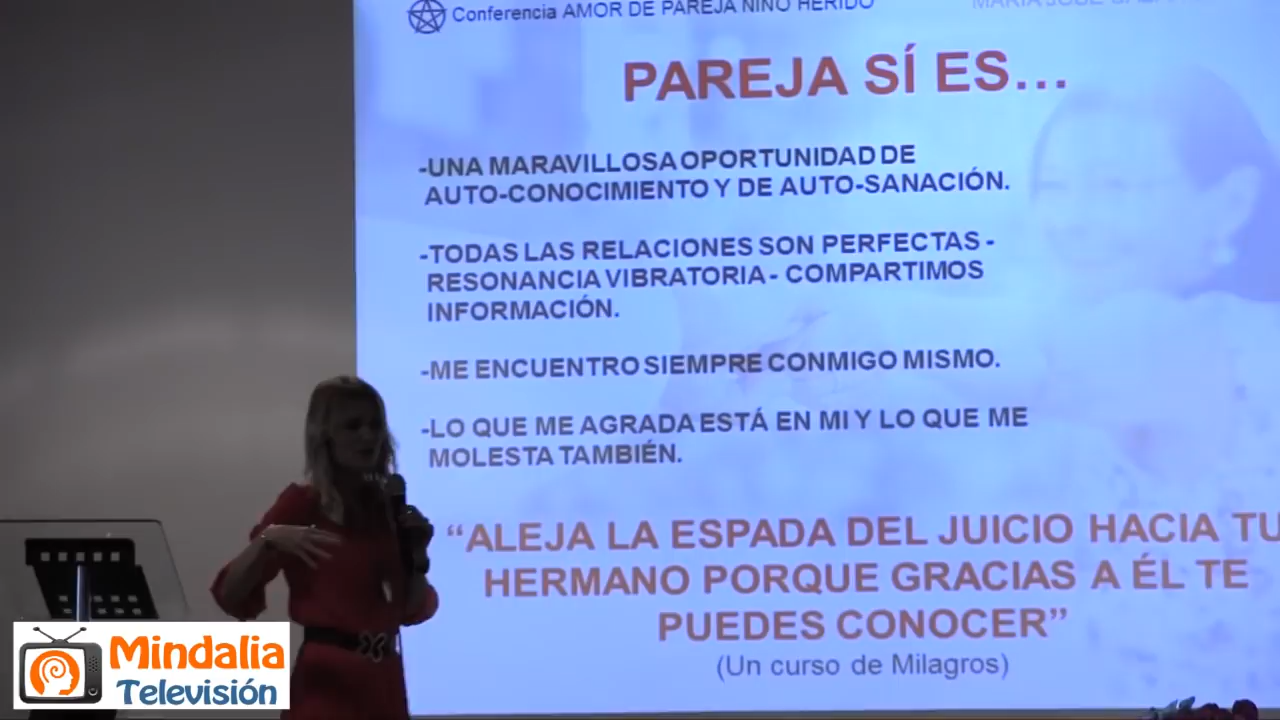 Conferencia AMOR DE PAREJA NIÑO HERIDO
MARÍA JOSÉ
PAREJA SÍ ES...
-UNA MARAVILLOSA OPORTUNIDAD DE
AUTO-CONOCIMIENTO Y DE AUTO-SANACIÓN.
-TODAS LAS RELACIONES SON PERFECTAS -
RESONANCIA VIBRATORIA - COMPARTIMOS
INFORMACIÓN.
-ME ENCUENTRO SIEMPRE CONMIGO MISMO.
-LO QUE ME AGRADA ESTÁ EN MI Y LO QUE ME
MOLESTA TAMBIÉN.
“ALEJA LA ESPADA DEL JUICIO HACIA TU
HERMANO PORQUE GRACIAS A ÉL TE
PUEDES CONOCER”
(Un curso de Milagros)
Mindalia
Televisión